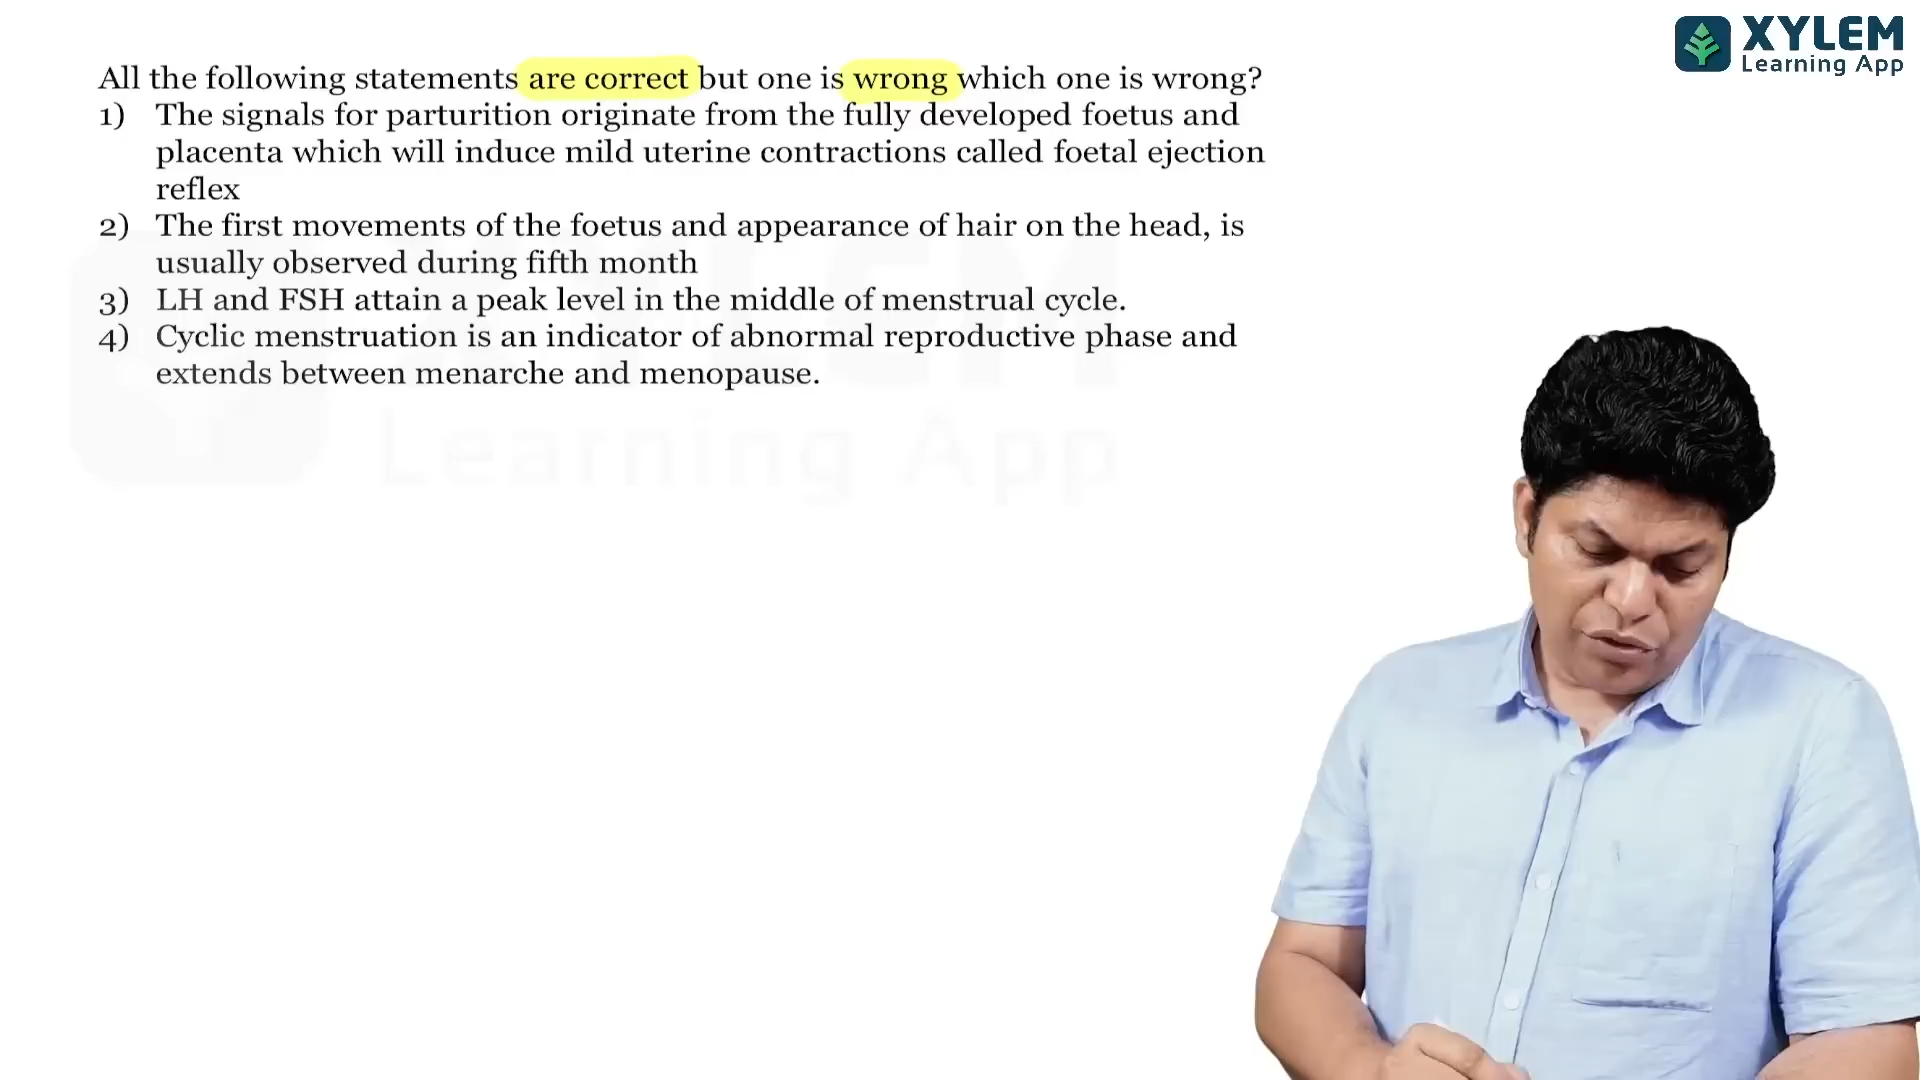 XYLEM
Learning App
All the following statements are correct but one is wrong which one is wrong?
1) The signals for parturition originate from the fully developed foetus and
placenta which will induce mild uterine contractions called foetal ejection
reflex
2) The first movements of the foetus and appearance of hair on the head, is
usually observed during fifth month
3) LH and FSH attain a peak level in the middle of menstrual cycle.
4) Cyclic menstruation is an indicator of abnormal reproductive phase and
extends between menarche and menopause.
XYLEM
Learning App